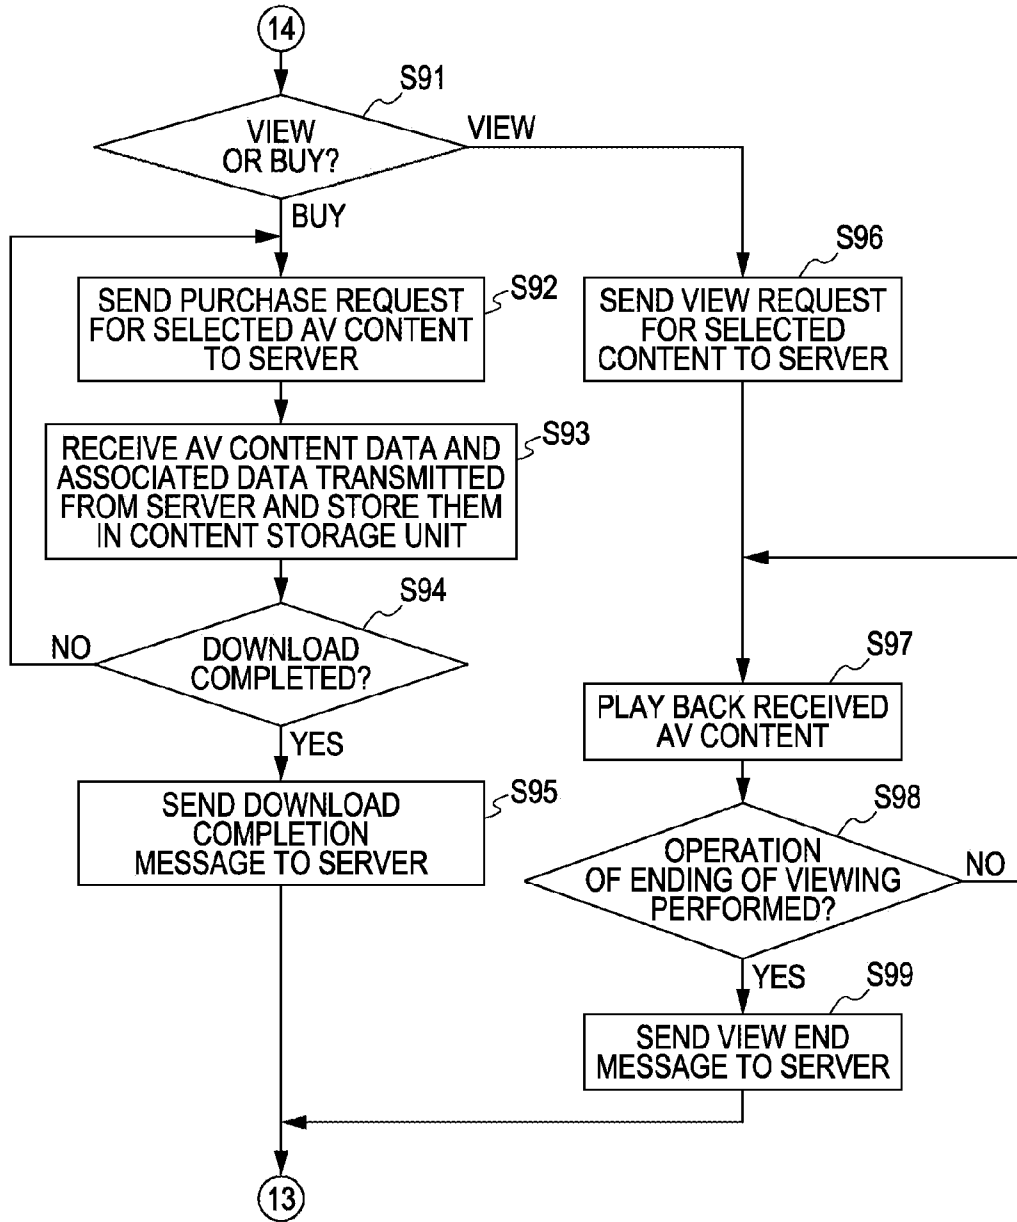 14
S91
VIEW
OR BUY?
VIEW
BUY
S92
SEND PURCHASE REQUEST
FOR SELECTED AV CONTENT
TO SERVER
S93
RECEIVE AV CONTENT DATA AND
ASSOCIATED DATA TRANSMITTED
FROM SERVER AND STORE THEM
IN CONTENT STORAGE UNIT
S94
NO
DOWNLOAD
COMPLETED?
YES
S95
SEND DOWNLOAD
COMPLETION
MESSAGE TO SERVER
S96
SEND VIEW REQUEST
FOR SELECTED
CONTENT TO SERVER
S97
PLAY BACK RECEIVED
AV CONTENT
S98
OPERATION
OF ENDING OF VIEWING
PERFORMED?
NO
YES
S99
SEND VIEW END
MESSAGE TO SERVER
13